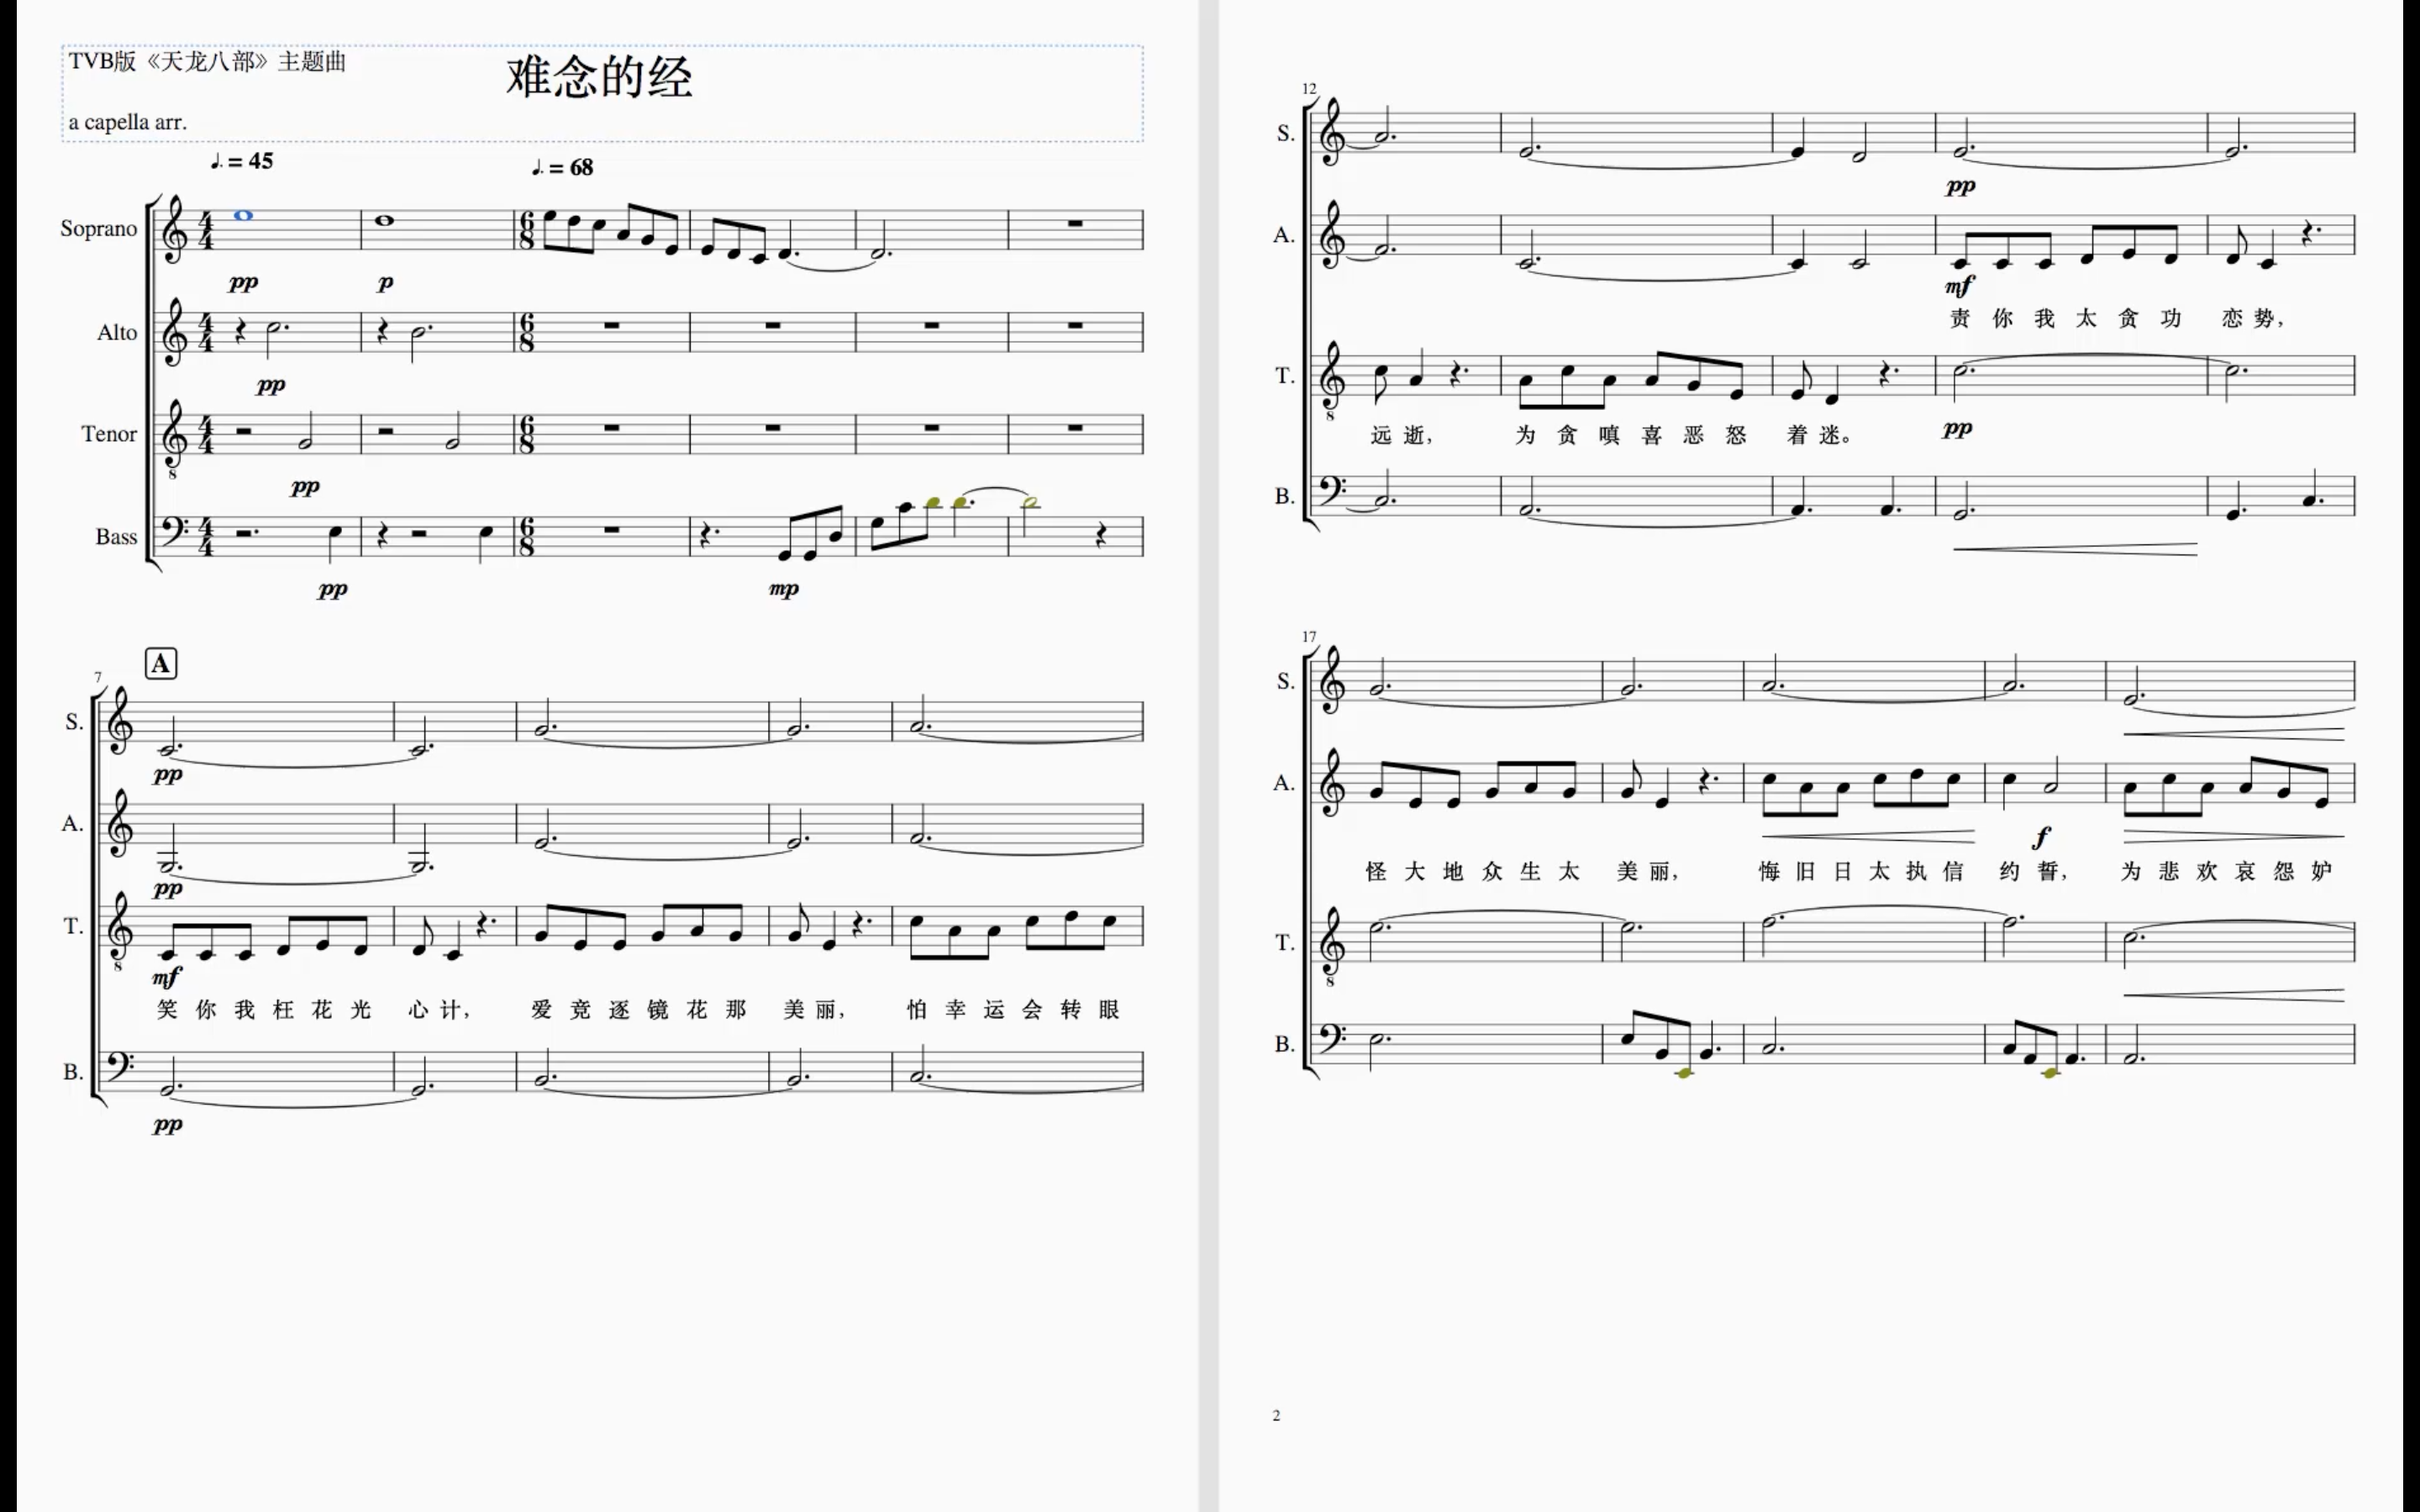 TVB版《天龙八部》主题曲
难念的经
a capella arr.
♩. = 45
♩. = 68
Soprano
pp
p
Alto
pp
Tenor
pp
Bass
pp
mp
A
7
S.
pp
A.
pp
T.
mf
笑 你 我 枉 花 光 心 计， 爱 竞 逐 镜 花 那 美 丽， 怕 幸 运 会 转 眼
B.
pp
12
S.
pp
A.
mf
责 你 我 太 贪 功 恋 势，
T.
远 逝， 为 贪 嗔 喜 恶 怒 着 迷。
pp
B.
17
S.
A.
f
怪 大 地 众 生 太 美 丽， 悔 旧 日 太 执 信 约 誓， 为 悲 欢 哀 怨 妒
T.
B.
2